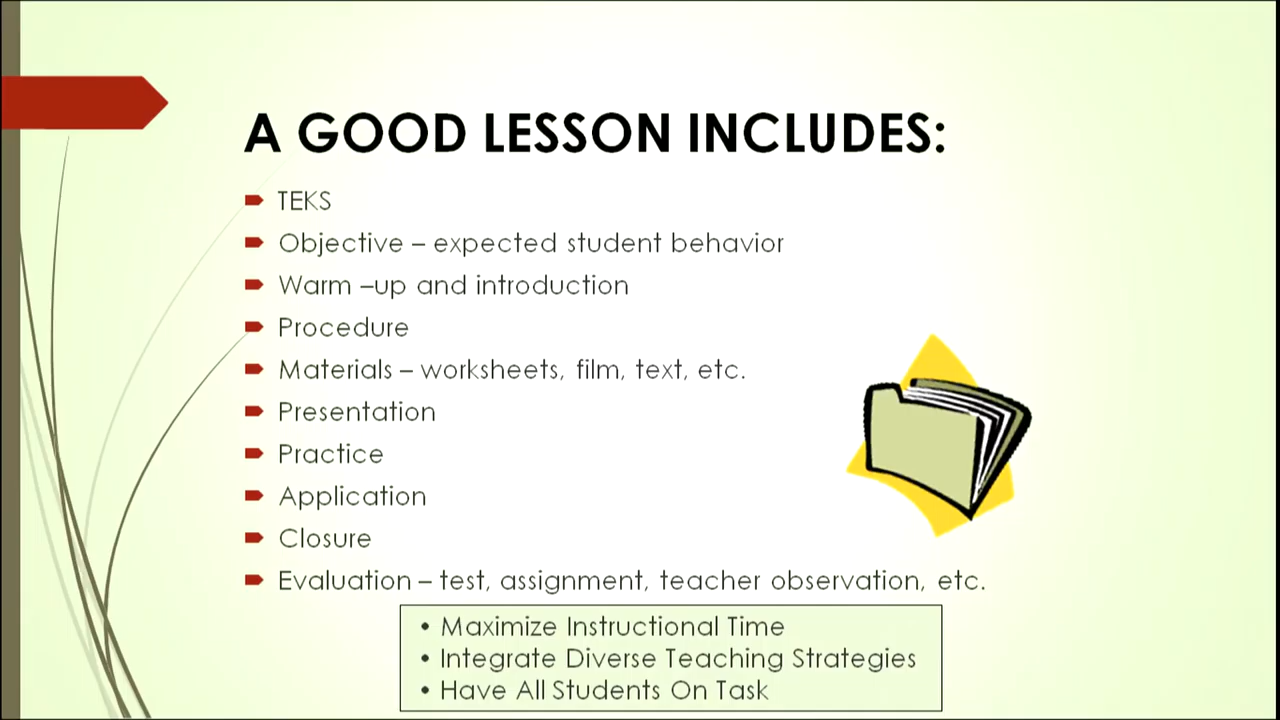 A GOOD LESSON INCLUDES:
TEKS
Objective – expected student behavior
Warm –up and introduction
Procedure
Materials – worksheets, film, text, etc.
Presentation
Practice
Application
Closure
Evaluation – test, assignment, teacher observation, etc.
• Maximize Instructional Time
• Integrate Diverse Teaching Strategies
• Have All Students On Task